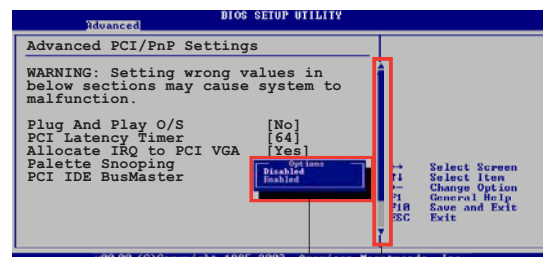 BIOS SETUP UTILITY
Advanced
Advanced PCI/PnP Settings
WARNING: Setting wrong values in
below sections may cause system to
malfunction.
Plug And Play O/S [No]
PCI Latency Timer [64]
Allocate IRQ to PCI VGA [Yes]
Palette Snooping
PCI IDE BusMaster
Options
Disabled
Enabled
↔ Select Screen
↑↓ Select Item
Change Option
F1 General Help
F10 Save and Exit
ESC Exit